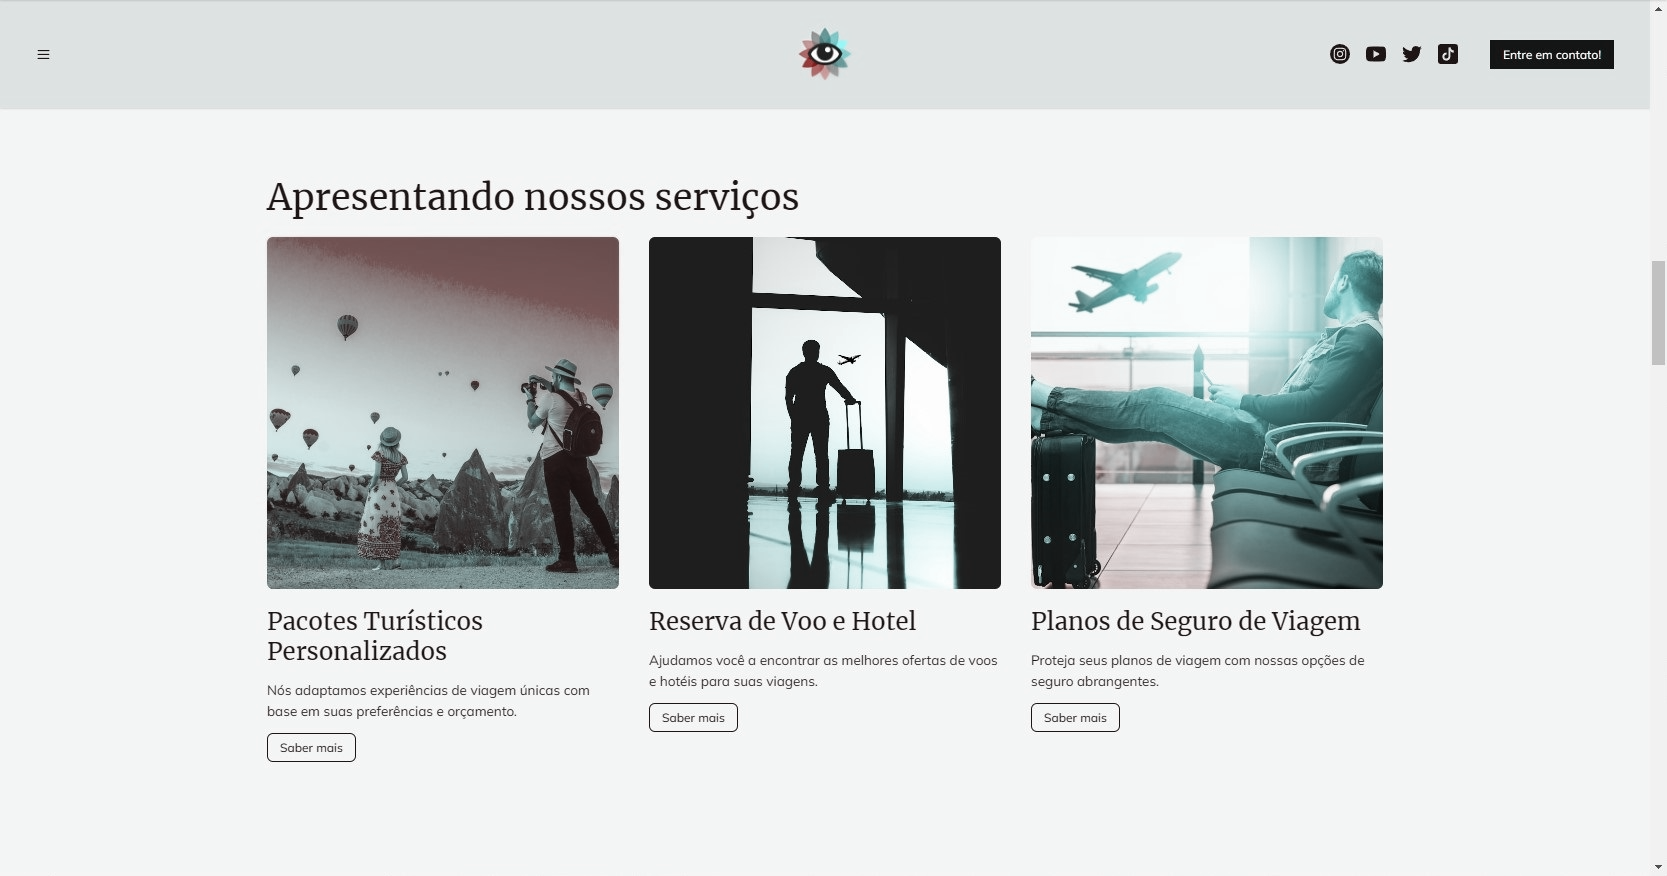 Entre em contato!
Apresentando nossos serviços
Pacotes Turísticos
Personalizados
Nós adaptamos experiências de viagem únicas com
base em suas preferências e orçamento.
Saber mais
Reserva de Voo e Hotel
Ajudamos você a encontrar as melhores ofertas de voos
e hotéis para suas viagens.
Saber mais
Planos de Seguro de Viagem
Proteja seus planos de viagem com nossas opções de
seguro abrangentes.
Saber mais